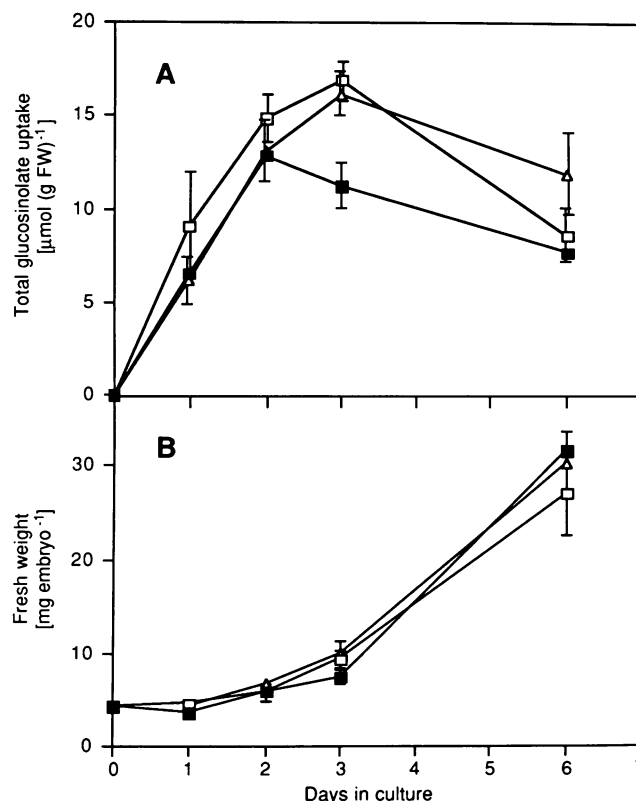 20
A
15
10
5
0
Total glucosinolate uptake
[µmol (g FW)⁻¹]
B
30
20
10
0
Fresh weight
[mg embryo⁻¹]
0 1 2 3 4 5 6
Days in culture